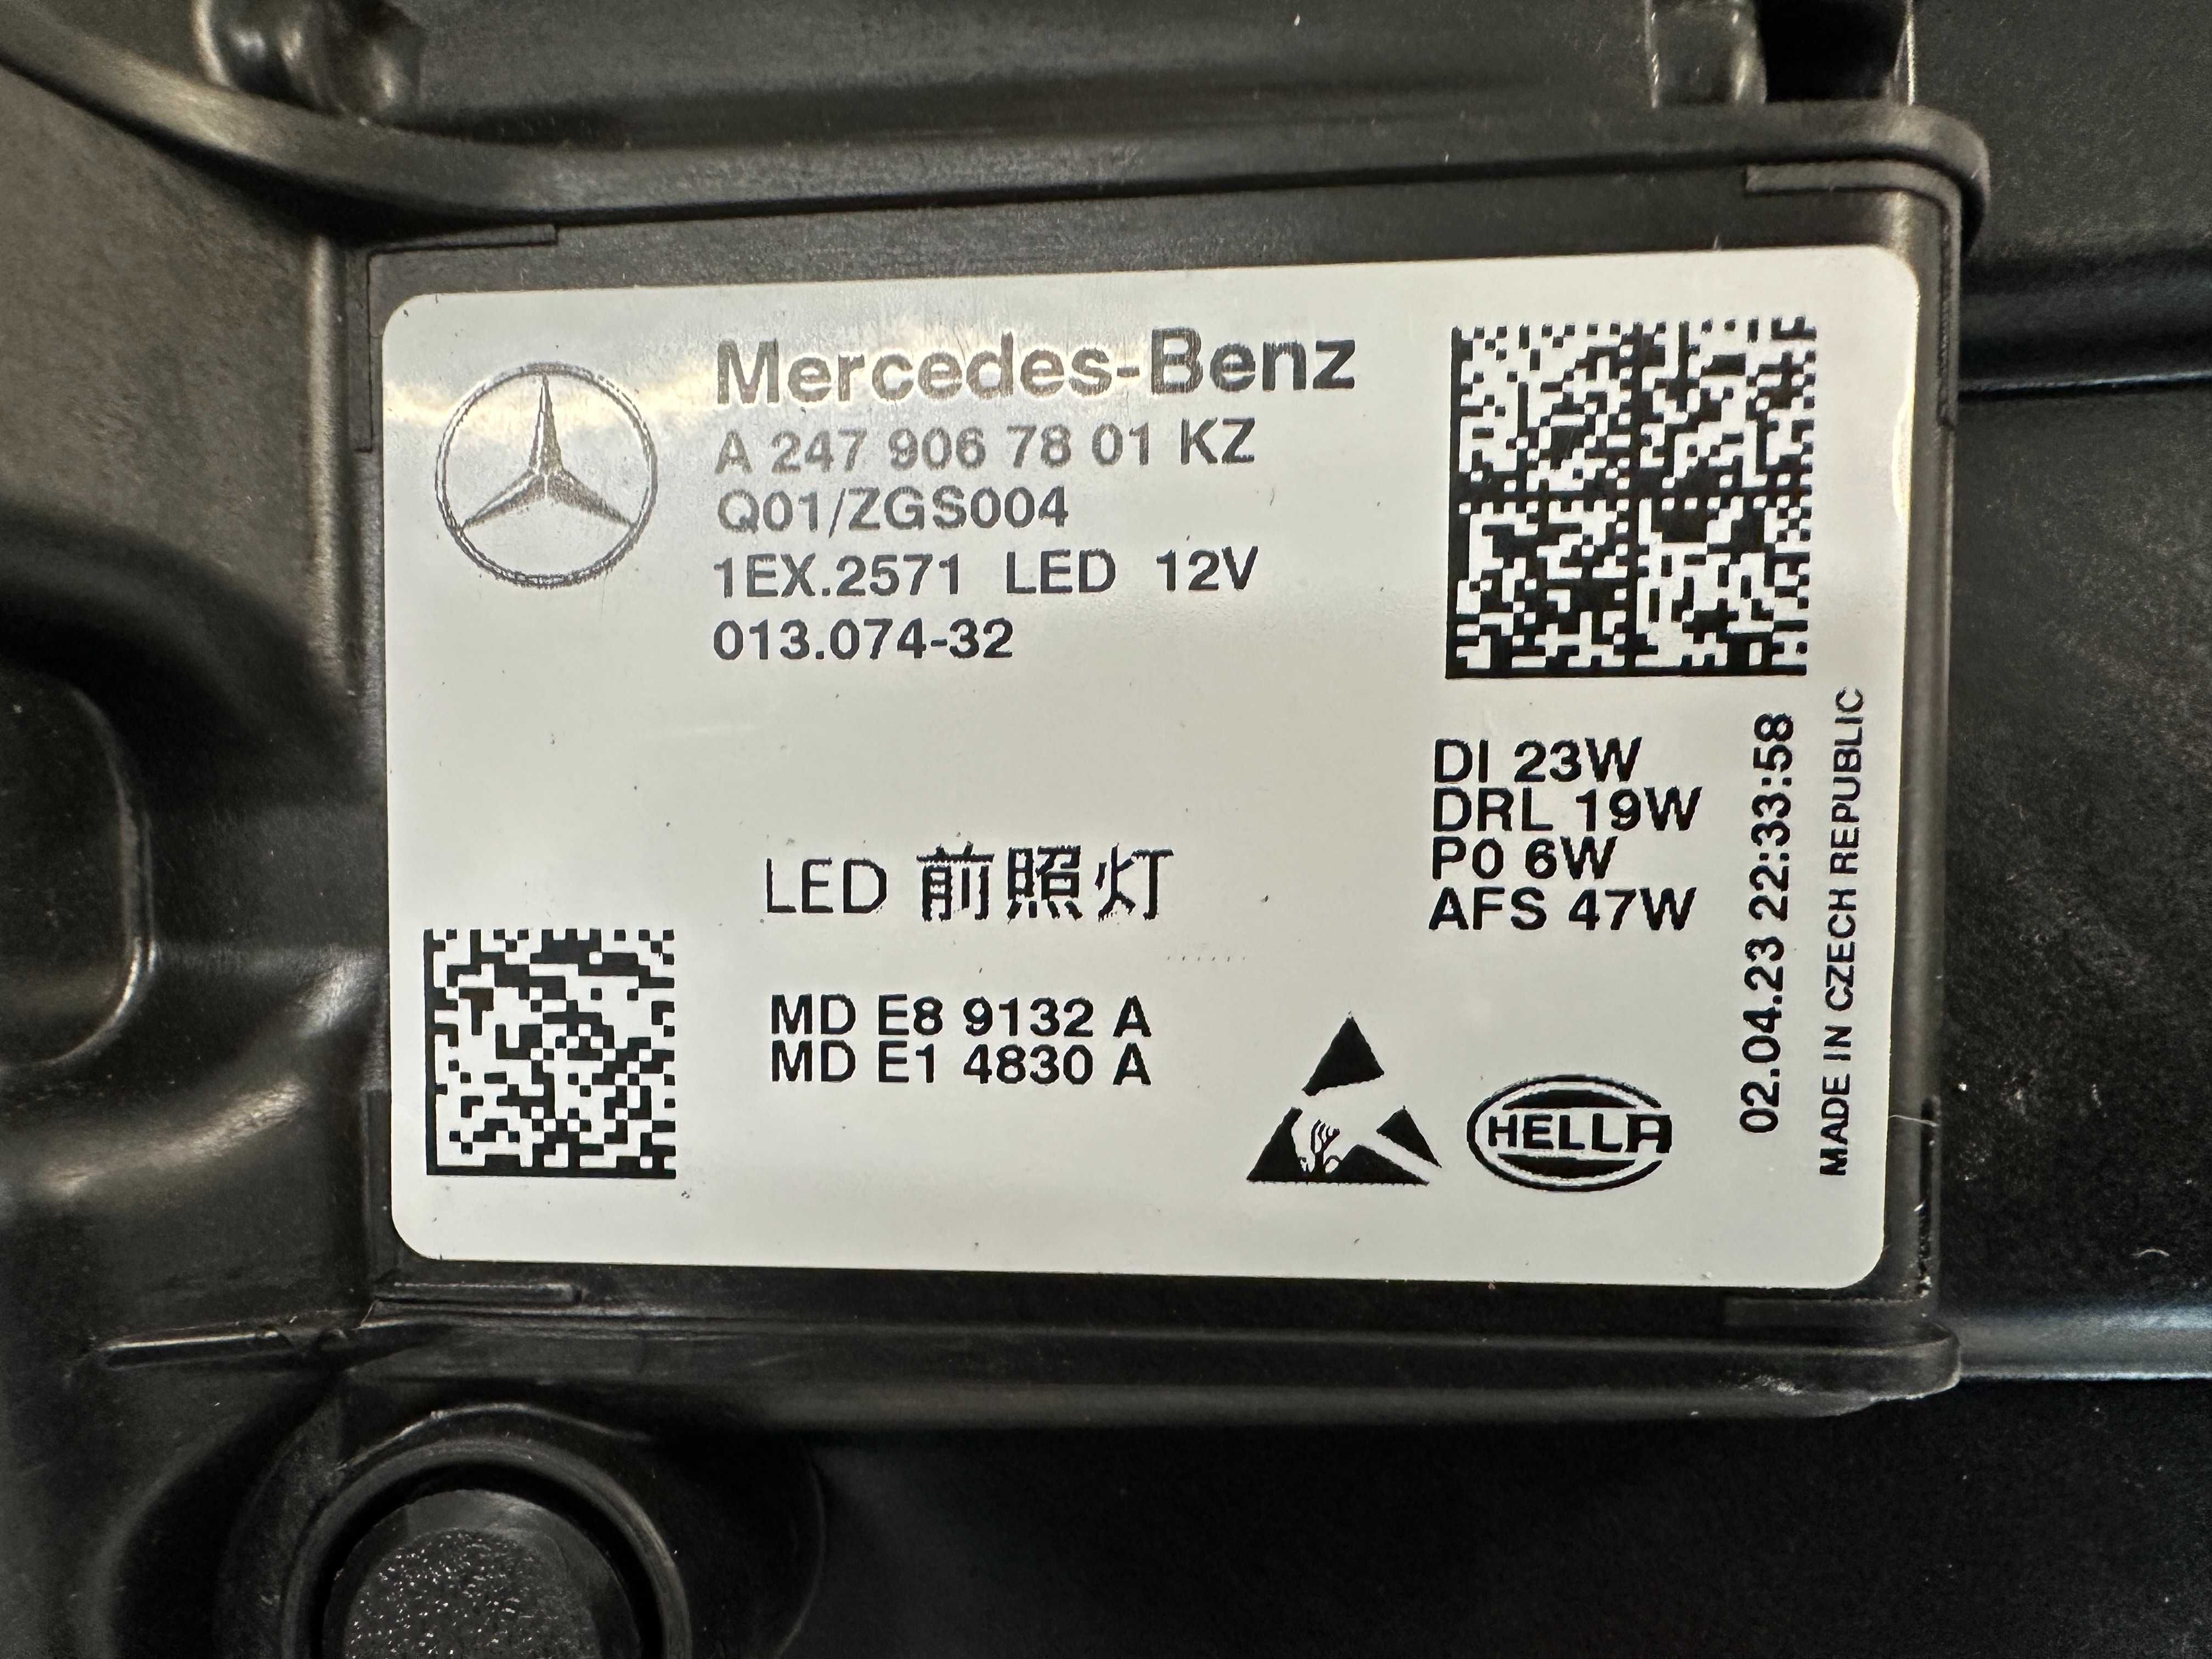 Mercedes-Benz
A 247 906 78 01 KZ
Q01/ZGS004
1EX.2571 LED 12V
013.074-32
DI 23W
DRL 19W
P0 6W
AFS 47W
02.04.23 22:33:58
MADE IN CZECH REPUBLIC
LED 前照灯
MD E8 9132 A
MD E1 4830 A
HELLA